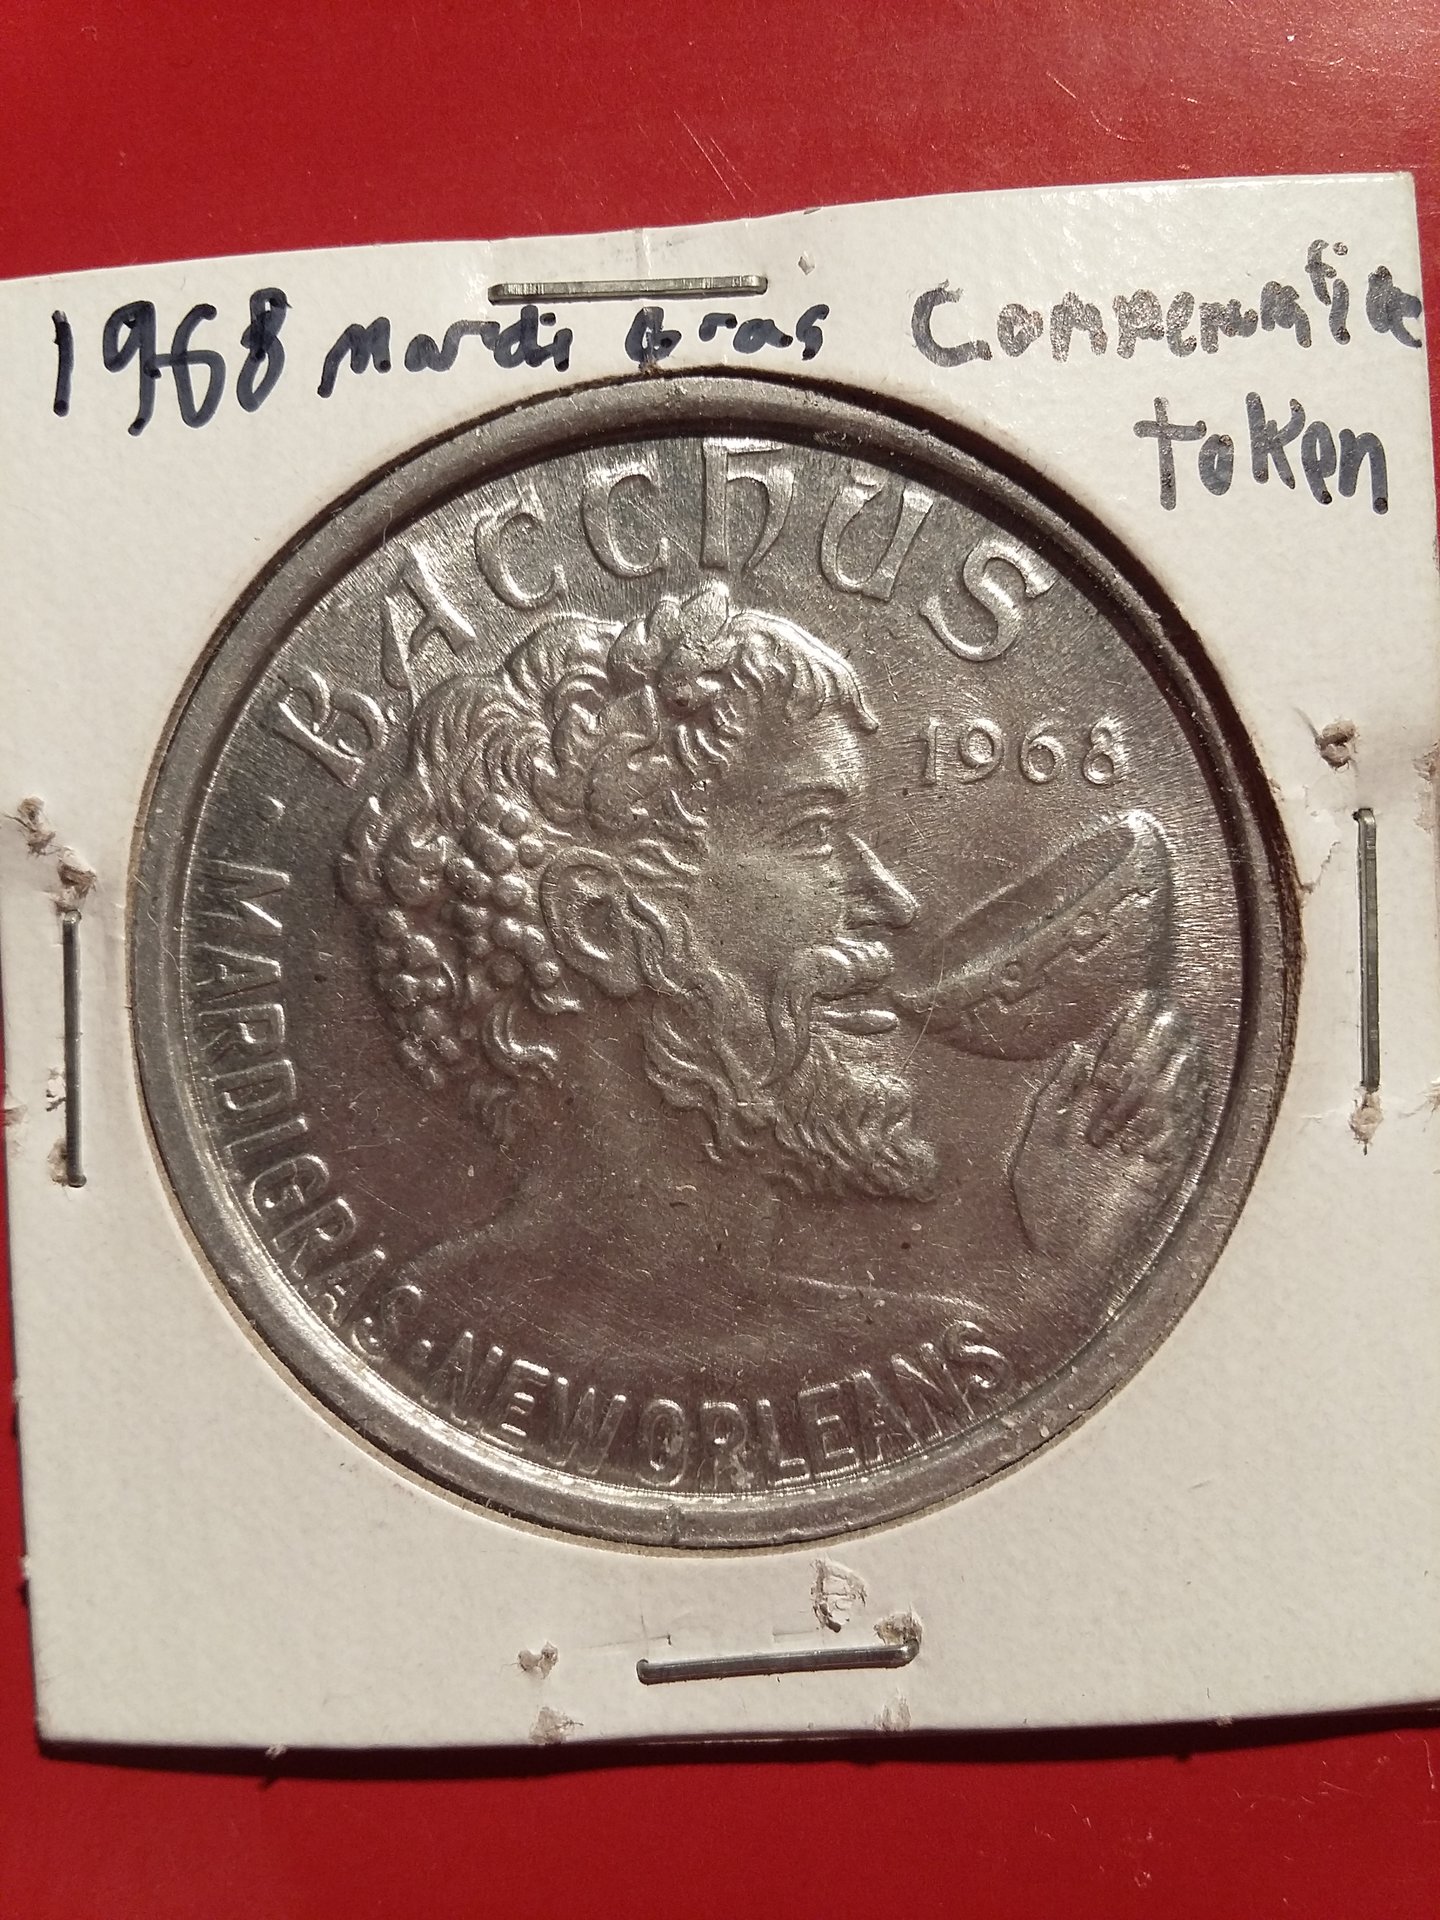 1968 Mardi Gras Commemative
token
BACCHUS
1968
· MARDI GRAS · NEW ORLEANS